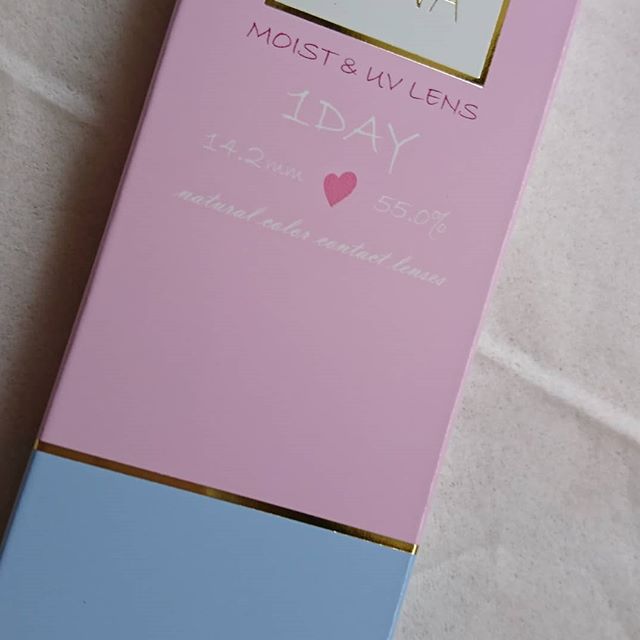 MOIST & UV LENS
1DAY
14.2mm 55.0%
natural color contact lenses